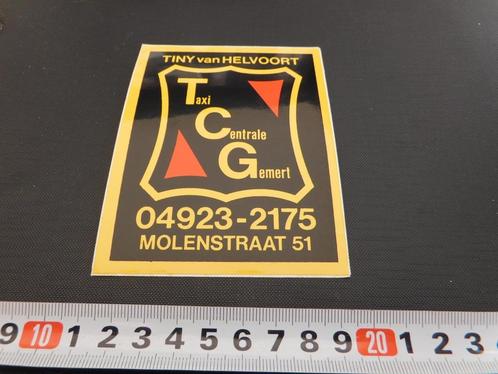 TINY van HELVOORT
Taxi
Centrale
Gemert
04923-2175
MOLENSTRAAT 51
9 10 1 2 3 4 5 6 7 8 9 20 1 2 3